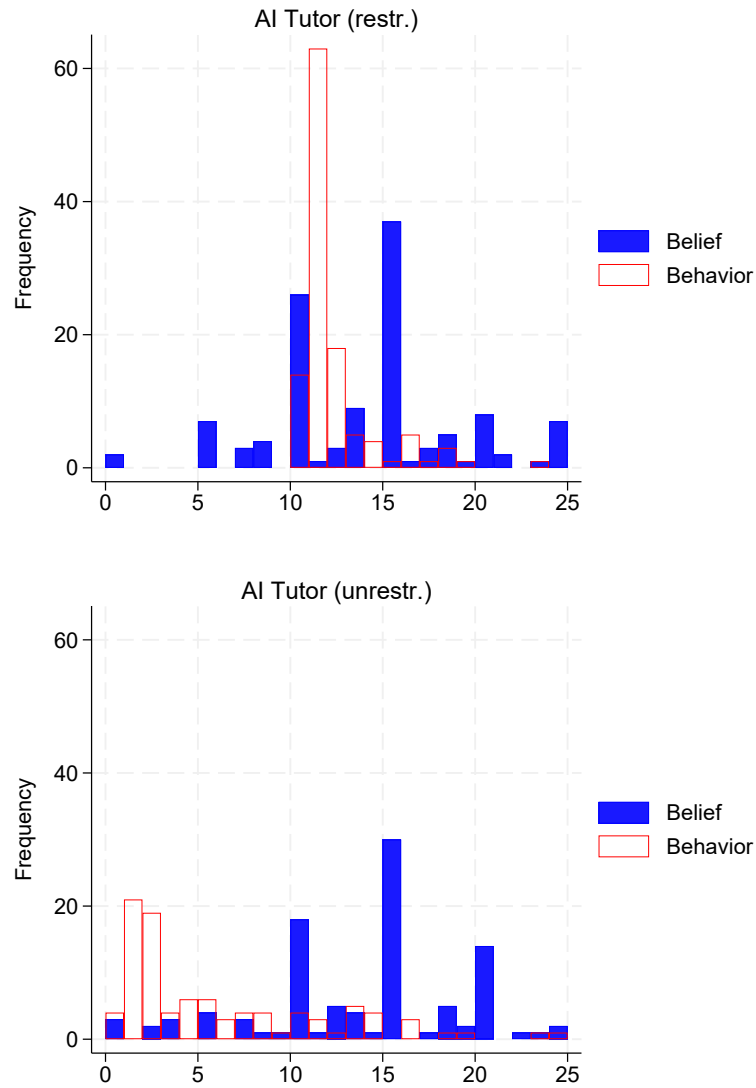 AI Tutor (restr.)
60
40
20
0
Frequency
0 5 10 15 20 25
Belief
Behavior
AI Tutor (unrestr.)
60
40
20
0
Frequency
0 5 10 15 20 25
Belief
Behavior